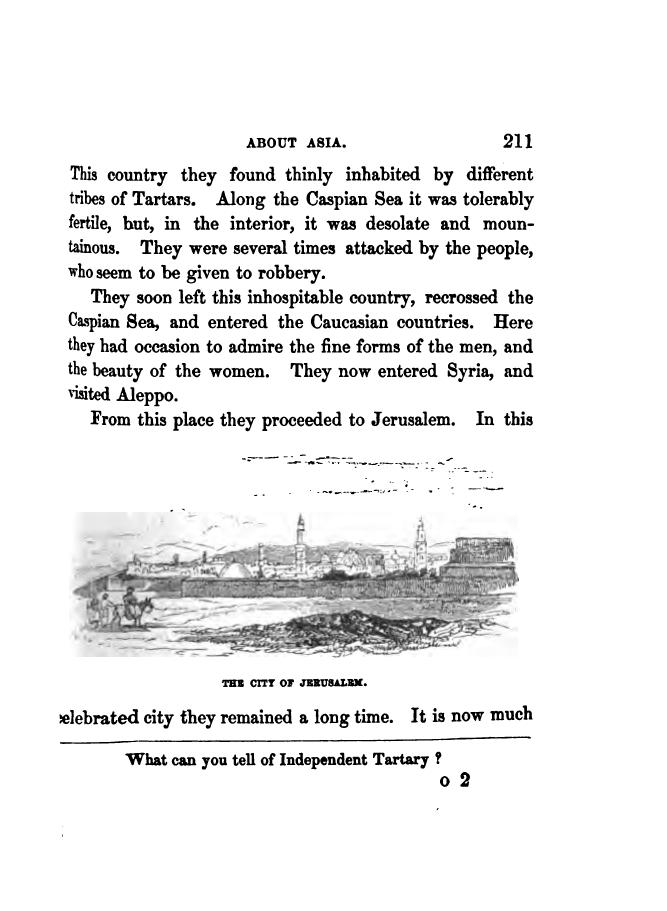 ABOUT ASIA. 211
This country they found thinly inhabited by different
tribes of Tartars. Along the Caspian Sea it was tolerably
fertile, but, in the interior, it was desolate and moun-
tainous. They were several times attacked by the people,
who seem to be given to robbery.
They soon left this inhospitable country, recrossed the
Caspian Sea, and entered the Caucasian countries. Here
they had occasion to admire the fine forms of the men, and
the beauty of the women. They now entered Syria, and
visited Aleppo.
From this place they proceeded to Jerusalem. In this
THE CITY OF JERUSALEM.
celebrated city they remained a long time. It is now much
What can you tell of Independent Tartary ?
O 2